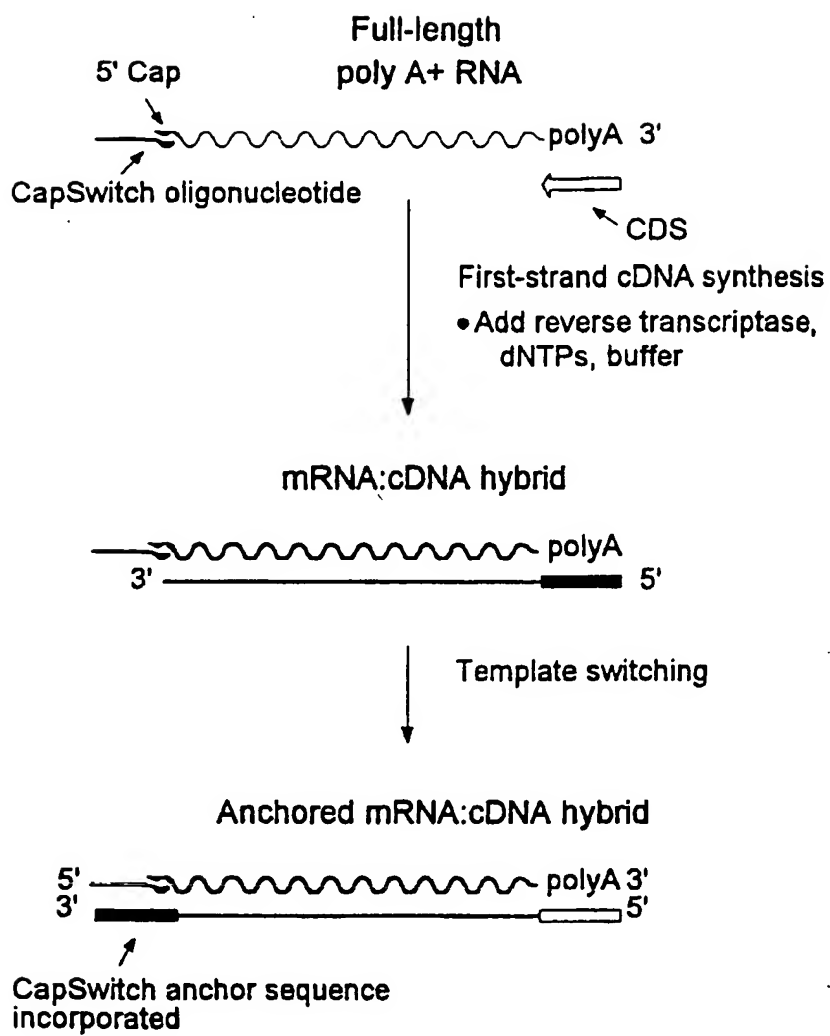 Full-length
poly A+ RNA
5' Cap
polyA 3'
CapSwitch oligonucleotide
CDS
First-strand cDNA synthesis
•Add reverse transcriptase,
dNTPs, buffer
mRNA:cDNA hybrid
polyA
3'
5'
Template switching
Anchored mRNA:cDNA hybrid
5'
polyA 3'
3'
5'
CapSwitch anchor sequence
incorporated